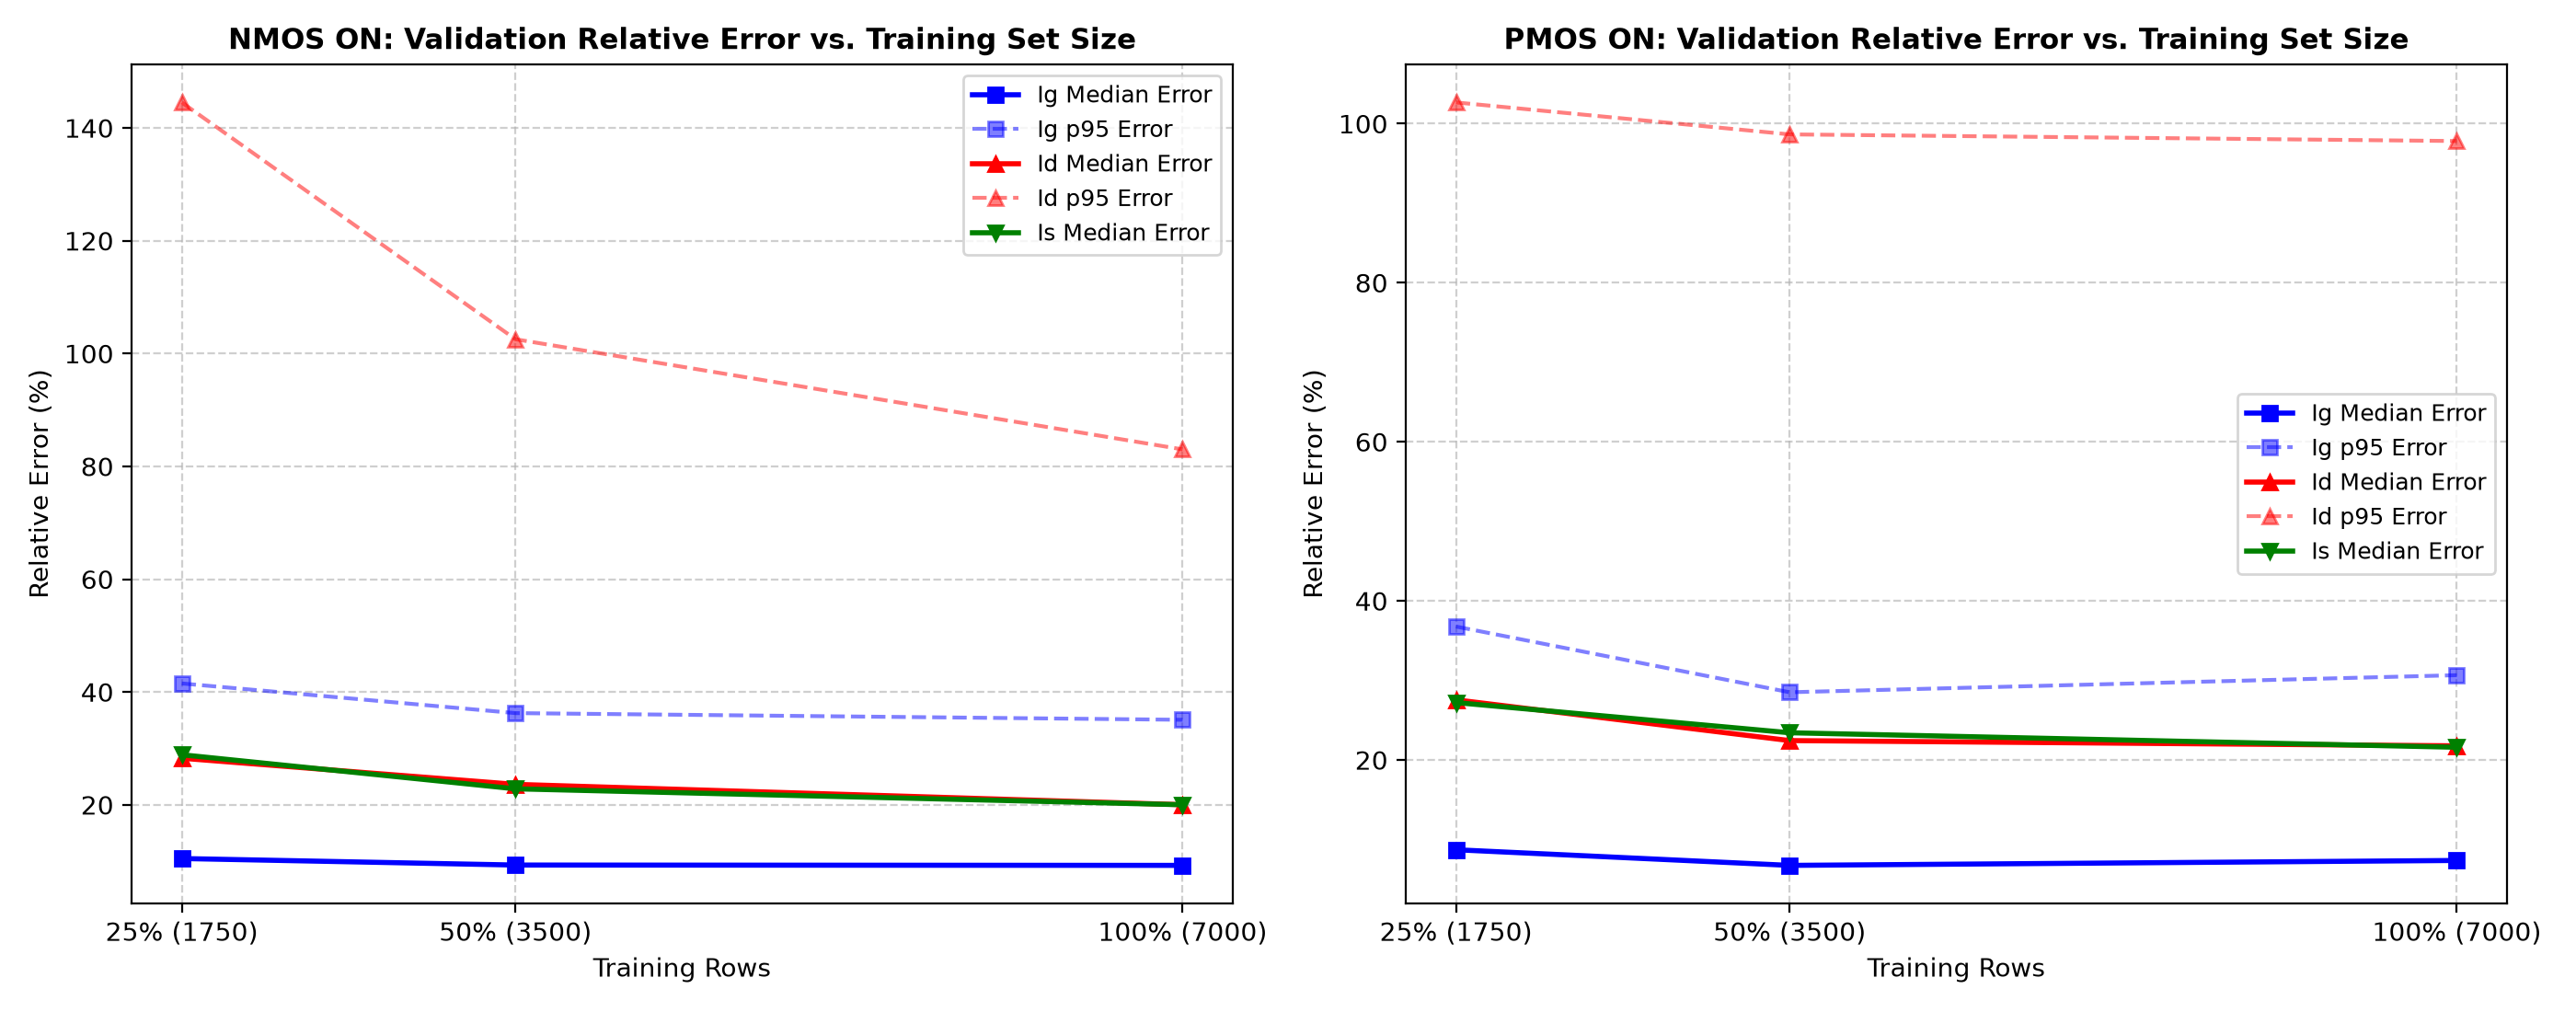 NMOS ON: Validation Relative Error vs. Training Set Size
Relative Error (%)
140
120
100
80
60
40
20
Ig Median Error
Ig p95 Error
Id Median Error
Id p95 Error
Is Median Error
25% (1750)
50% (3500)
100% (7000)
Training Rows
PMOS ON: Validation Relative Error vs. Training Set Size
Relative Error (%)
100
80
60
40
20
Ig Median Error
Ig p95 Error
Id Median Error
Id p95 Error
Is Median Error
25% (1750)
50% (3500)
100% (7000)
Training Rows